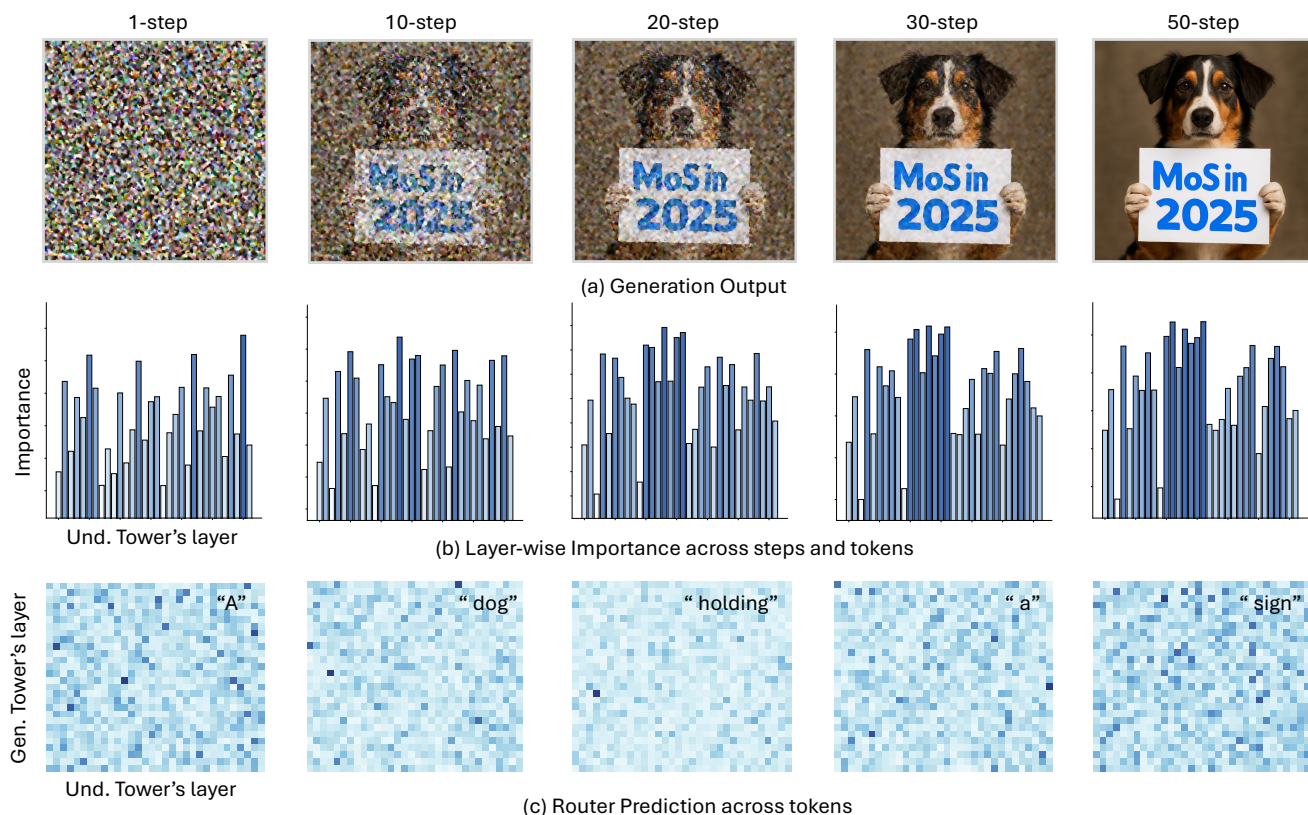 1-step
10-step
20-step
30-step
50-step
MoS in
2025
MoS in
2025
MoS in
2025
MoS in
2025
(a) Generation Output
Importance
Und. Tower’s layer
(b) Layer-wise Importance across steps and tokens
Gen. Tower’s layer
“A”
“ dog”
“ holding”
“ a”
“ sign”
Und. Tower’s layer
(c) Router Prediction across tokens